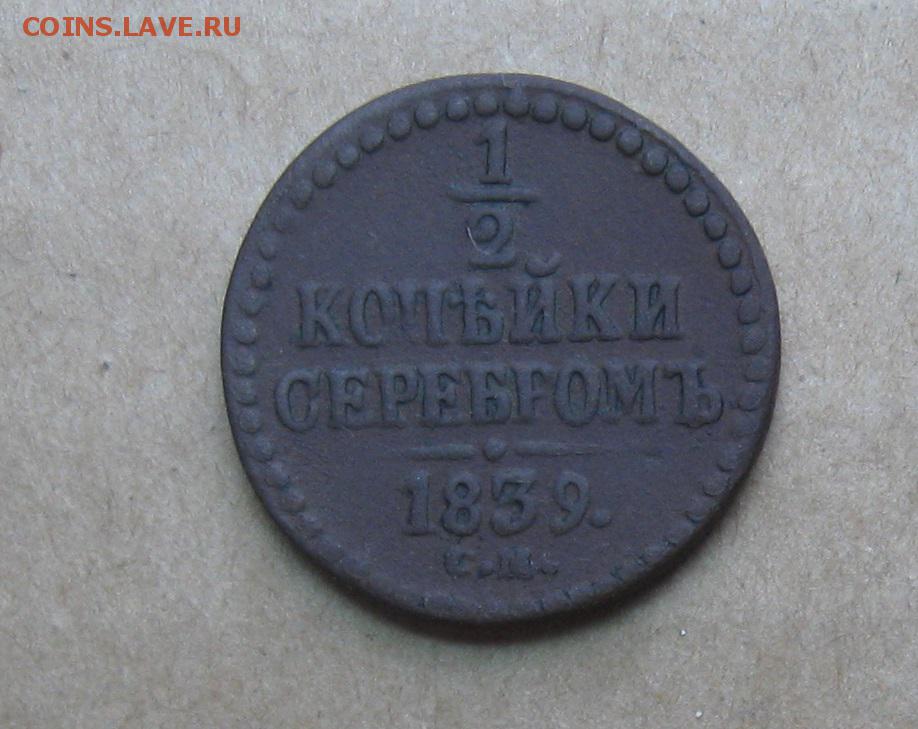 COINS.LAVE.RU
1
2
КОПѢЙКИ
СЕРЕБРОМЪ
1839.
С.М.